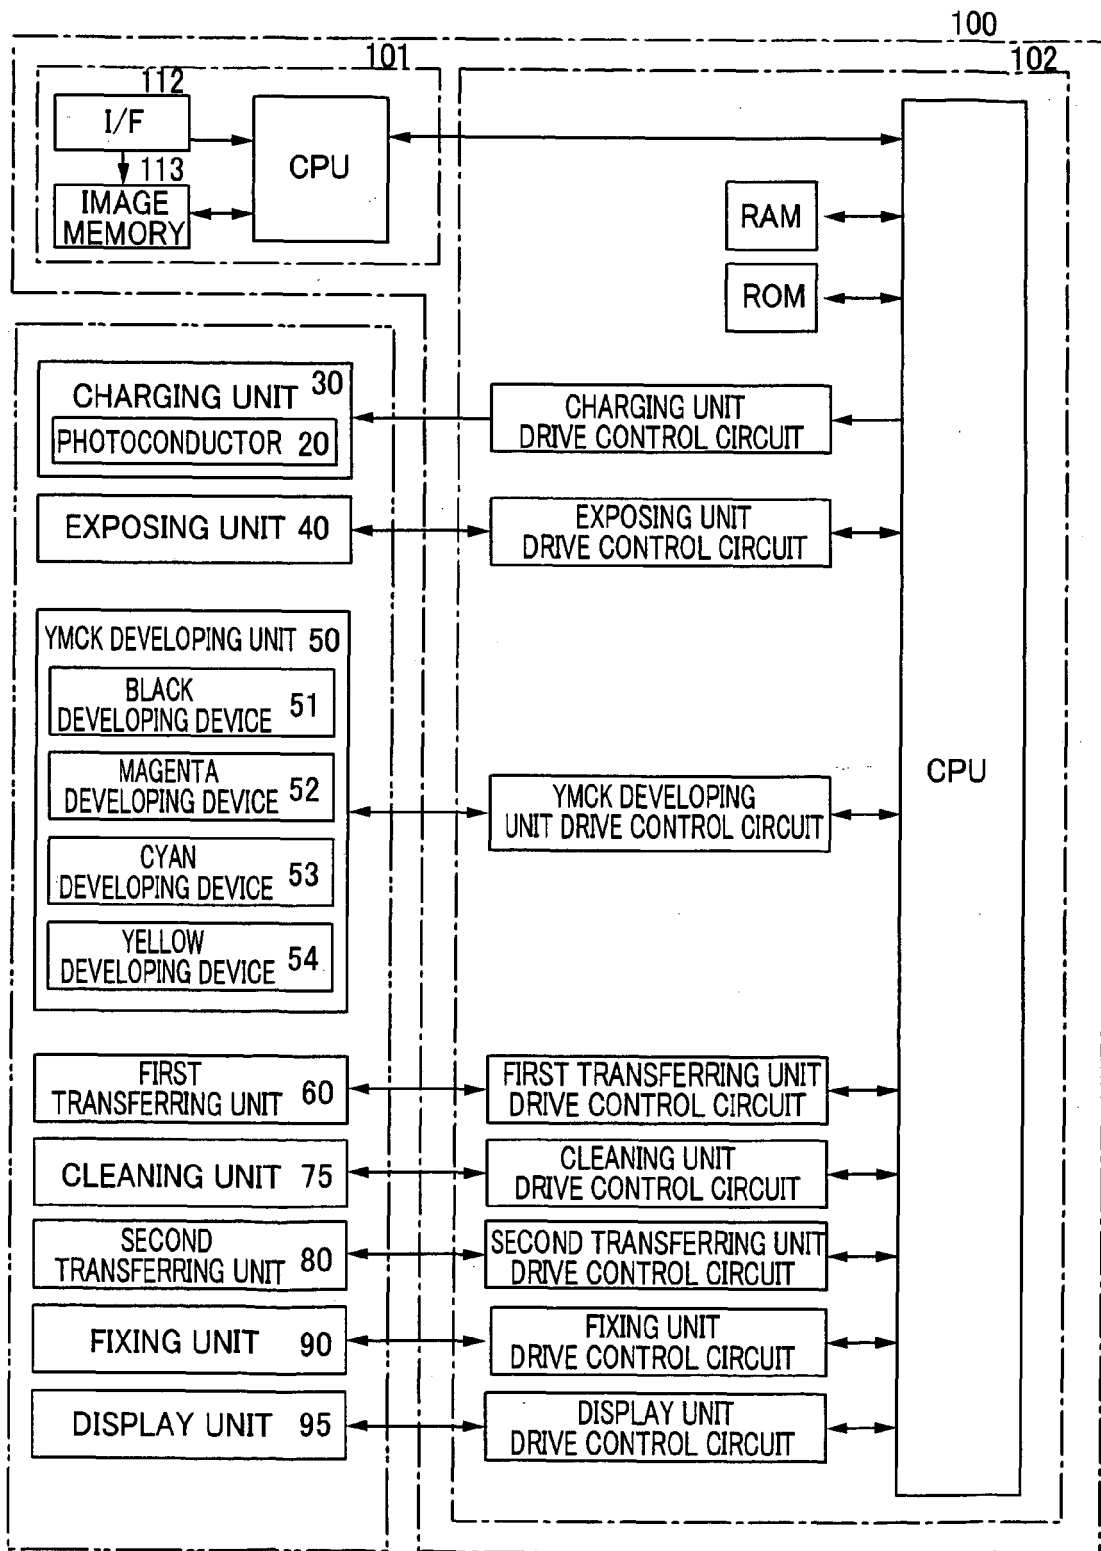 100
101
102
112
I/F
CPU
113
IMAGE
MEMORY
RAM
ROM
CHARGING UNIT 30
PHOTOCONDUCTOR 20
CHARGING UNIT
DRIVE CONTROL CIRCUIT
EXPOSING UNIT 40
EXPOSING UNIT
DRIVE CONTROL CIRCUIT
YMCK DEVELOPING UNIT 50
BLACK
DEVELOPING DEVICE 51
MAGENTA
DEVELOPING DEVICE 52
CYAN
DEVELOPING DEVICE 53
YELLOW
DEVELOPING DEVICE 54
YMCK DEVELOPING
UNIT DRIVE CONTROL CIRCUIT
CPU
FIRST
TRANSFERRING UNIT 60
FIRST TRANSFERRING UNIT
DRIVE CONTROL CIRCUIT
CLEANING UNIT 75
CLEANING UNIT
DRIVE CONTROL CIRCUIT
SECOND
TRANSFERRING UNIT 80
SECOND TRANSFERRING UNIT
DRIVE CONTROL CIRCUIT
FIXING UNIT 90
FIXING UNIT
DRIVE CONTROL CIRCUIT
DISPLAY UNIT 95
DISPLAY UNIT
DRIVE CONTROL CIRCUIT